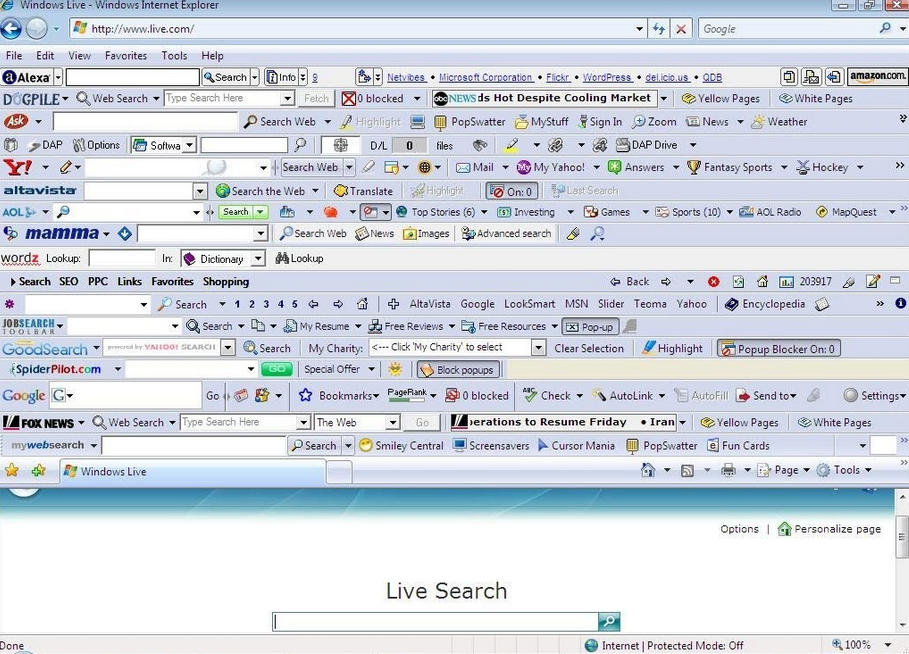 Windows Live - Windows Internet Explorer
http://www.live.com/ Google
File Edit View Favorites Tools Help
Alexa Search Info 9 Netvibes • Microsoft Corporation • Flickr • WordPress • del.icio.us • QDB amazon.com
DOGPILE Web Search Type Search Here Fetch 0 blocked abc NEWS ds Hot Despite Cooling Market Yellow Pages White Pages
Ask Search Web Highlight PopSwatter MyStuff Sign In Zoom News Weather
DAP Options Softwa D/L 0 files DAP Drive
Y! Search Web Mail My Yahoo! Answers Fantasy Sports Hockey
altavista Search the Web Translate Highlight On: 0 Last Search
AOL Search Top Stories (6) Investing Games Sports (10) AOL Radio MapQuest
mamma Search Web News Images Advanced search
wordz Lookup: In: Dictionary Lookup
Search SEO PPC Links Favorites Shopping Back 203917
Search 1 2 3 4 5 AltaVista Google LookSmart MSN Slider Teoma Yahoo Encyclopedia
JOBSEARCH TOOLBAR Search My Resume Free Reviews Free Resources Pop-up
GoodSearch powered by YAHOO! SEARCH Search My Charity: <--- Click 'My Charity' to select Clear Selection Highlight Popup Blocker On: 0
SpiderPilot.com GO Special Offer Block popups
Google G Go Bookmarks PageRank 0 blocked Check AutoLink AutoFill Send to Settings
FOX NEWS Web Search Type Search Here The Web Go perations to Resume Friday • Iran Yellow Pages White Pages
mywebsearch Search Smiley Central Screensavers Cursor Mania PopSwatter Fun Cards
Windows Live Page Tools
Options | Personalize page
Live Search
Done Internet | Protected Mode: Off 100%